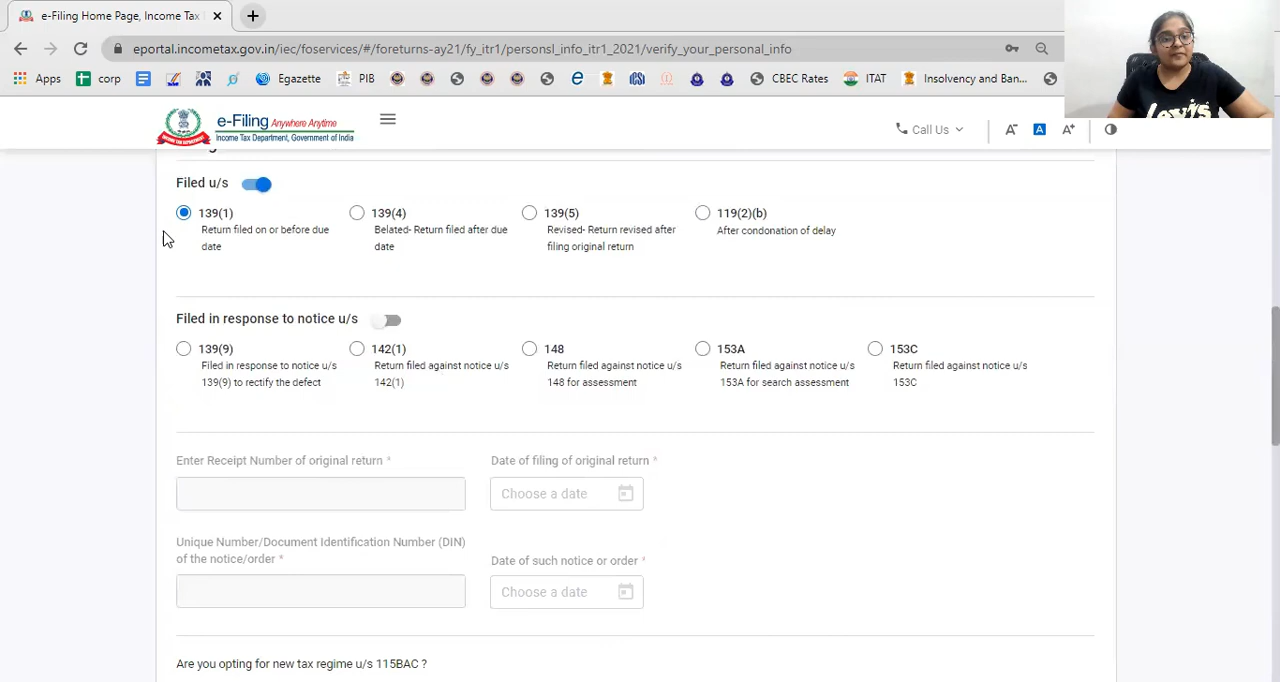 e-Filing Home Page, Income Tax
eportal.incometax.gov.in/iec/foservices/#/foreturns-ay21/fy_itr1/personsl_info_itr1_2021/verify_your_personal_info
Apps corp Egazette PIB CBEC Rates ITAT Insolvency and Ban...
e-Filing Anywhere Anytime
Income Tax Department, Government of India
Call Us A- A A+
Filed u/s
139(1) 139(4) 139(5) 119(2)(b)
Return filed on or before due Belated- Return filed after due Revised- Return revised after After condonation of delay
date date filing original return
Filed in response to notice u/s
139(9) 142(1) 148 153A 153C
Filed in response to notice u/s Return filed against notice u/s Return filed against notice u/s Return filed against notice u/s Return filed against notice u/s
139(9) to rectify the defect 142(1) 148 for assessment 153A for search assessment 153C
Enter Receipt Number of original return * Date of filing of original return *
Choose a date
Unique Number/Document Identification Number (DIN)
of the notice/order * Date of such notice or order *
Choose a date
Are you opting for new tax regime u/s 115BAC ?